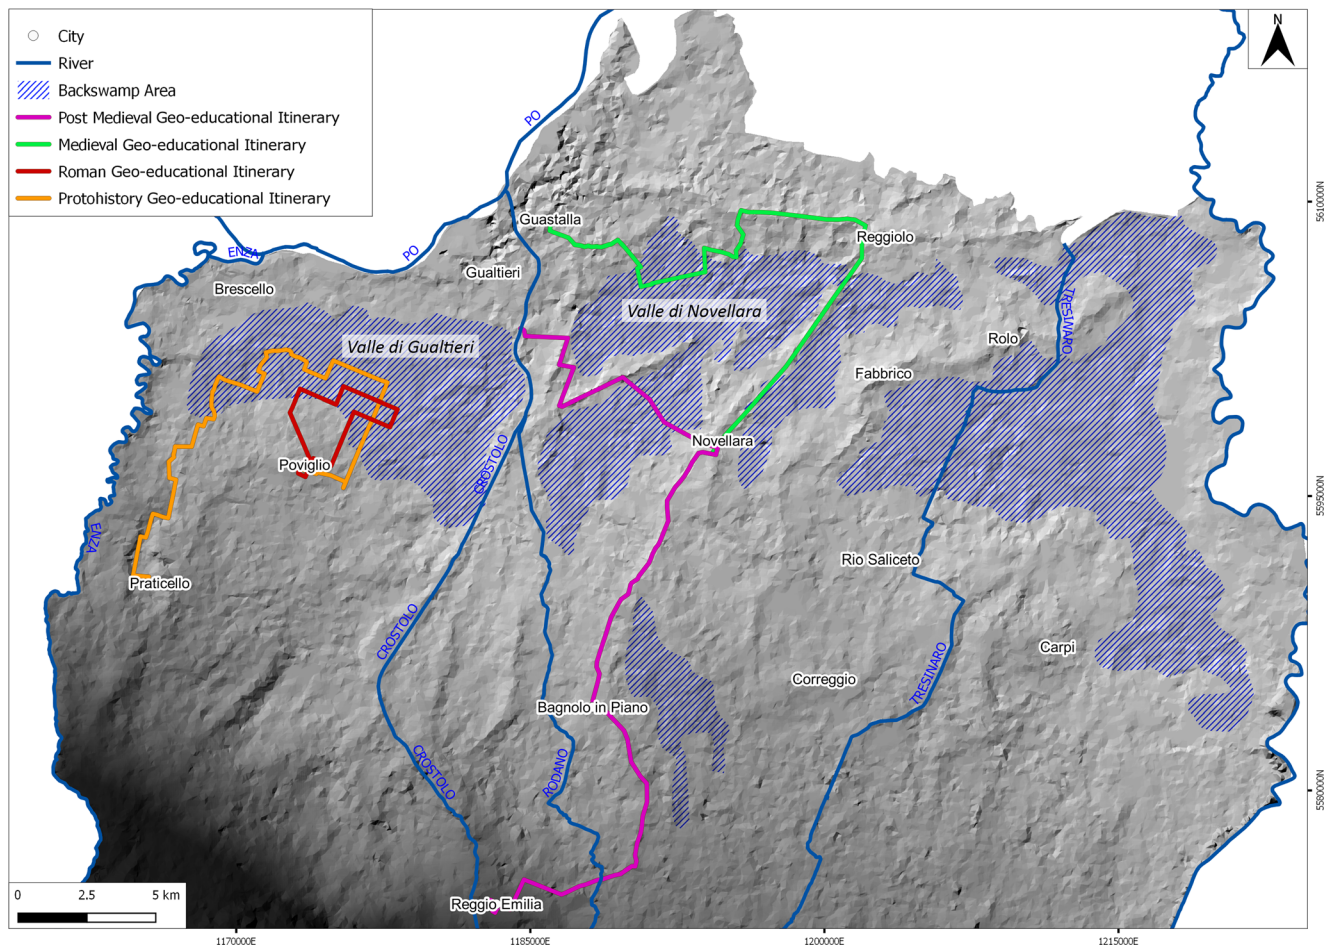 City
River
Backswamp Area
Post Medieval Geo-educational Itinerary
Medieval Geo-educational Itinerary
Roman Geo-educational Itinerary
Protohistory Geo-educational Itinerary
N
PO
5610000N
Guastalla
Reggiolo
ENZA
PO
Gualtieri
Brescello
Valle di Novellara
TRESINARO
Rolo
Valle di Gualtieri
Fabbrico
Novellara
Poviglio
CROSTOLO
5595000N
ENZA
Rio Saliceto
Praticello
CROSTOLO
Carpi
TRESINARO
Correggio
Bagnolo in Piano
CROSTOLO
RODANO
5580000N
0 2.5 5 km
Reggio Emilia
1170000E 1185000E 1200000E 1215000E